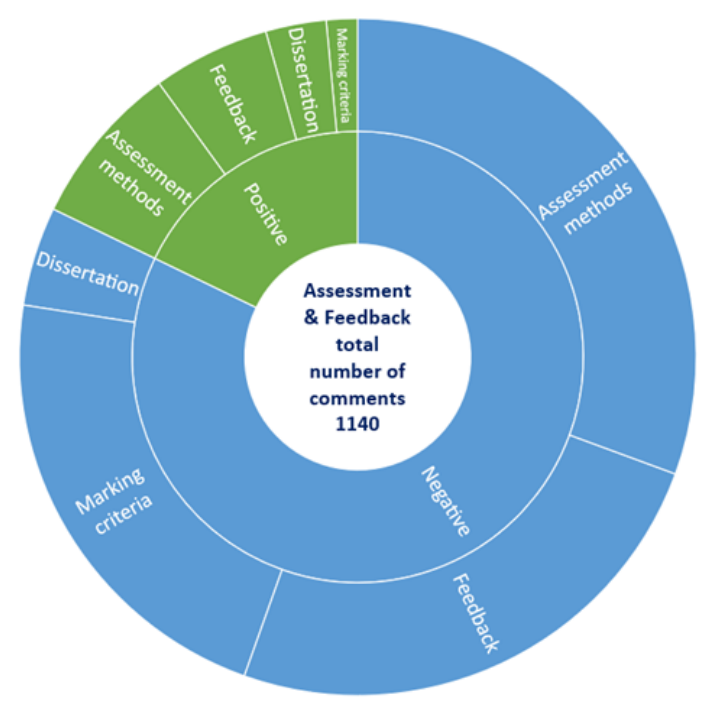 Assessment
& Feedback
total
number of
comments
1140
Positive
Negative
Assessment
methods
Feedback
Dissertation
Marking criteria
Assessment
methods
Feedback
Marking
criteria
Dissertation